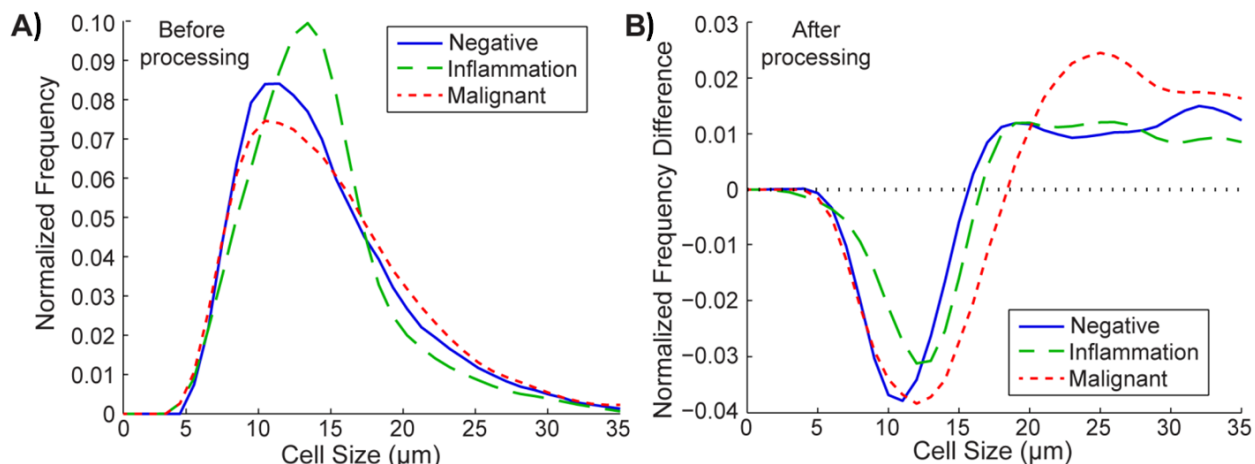 A)
Before
processing
Negative
Inflammation
Malignant
Normalized Frequency
0.10
0.09
0.08
0.07
0.06
0.05
0.04
0.03
0.02
0.01
0
0 5 10 15 20 25 30 35
Cell Size (µm)
B)
After
processing
Normalized Frequency Difference
0.03
0.02
0.01
0
−0.01
−0.02
−0.03
−0.04
Negative
Inflammation
Malignant
0 5 10 15 20 25 30 35
Cell Size (µm)